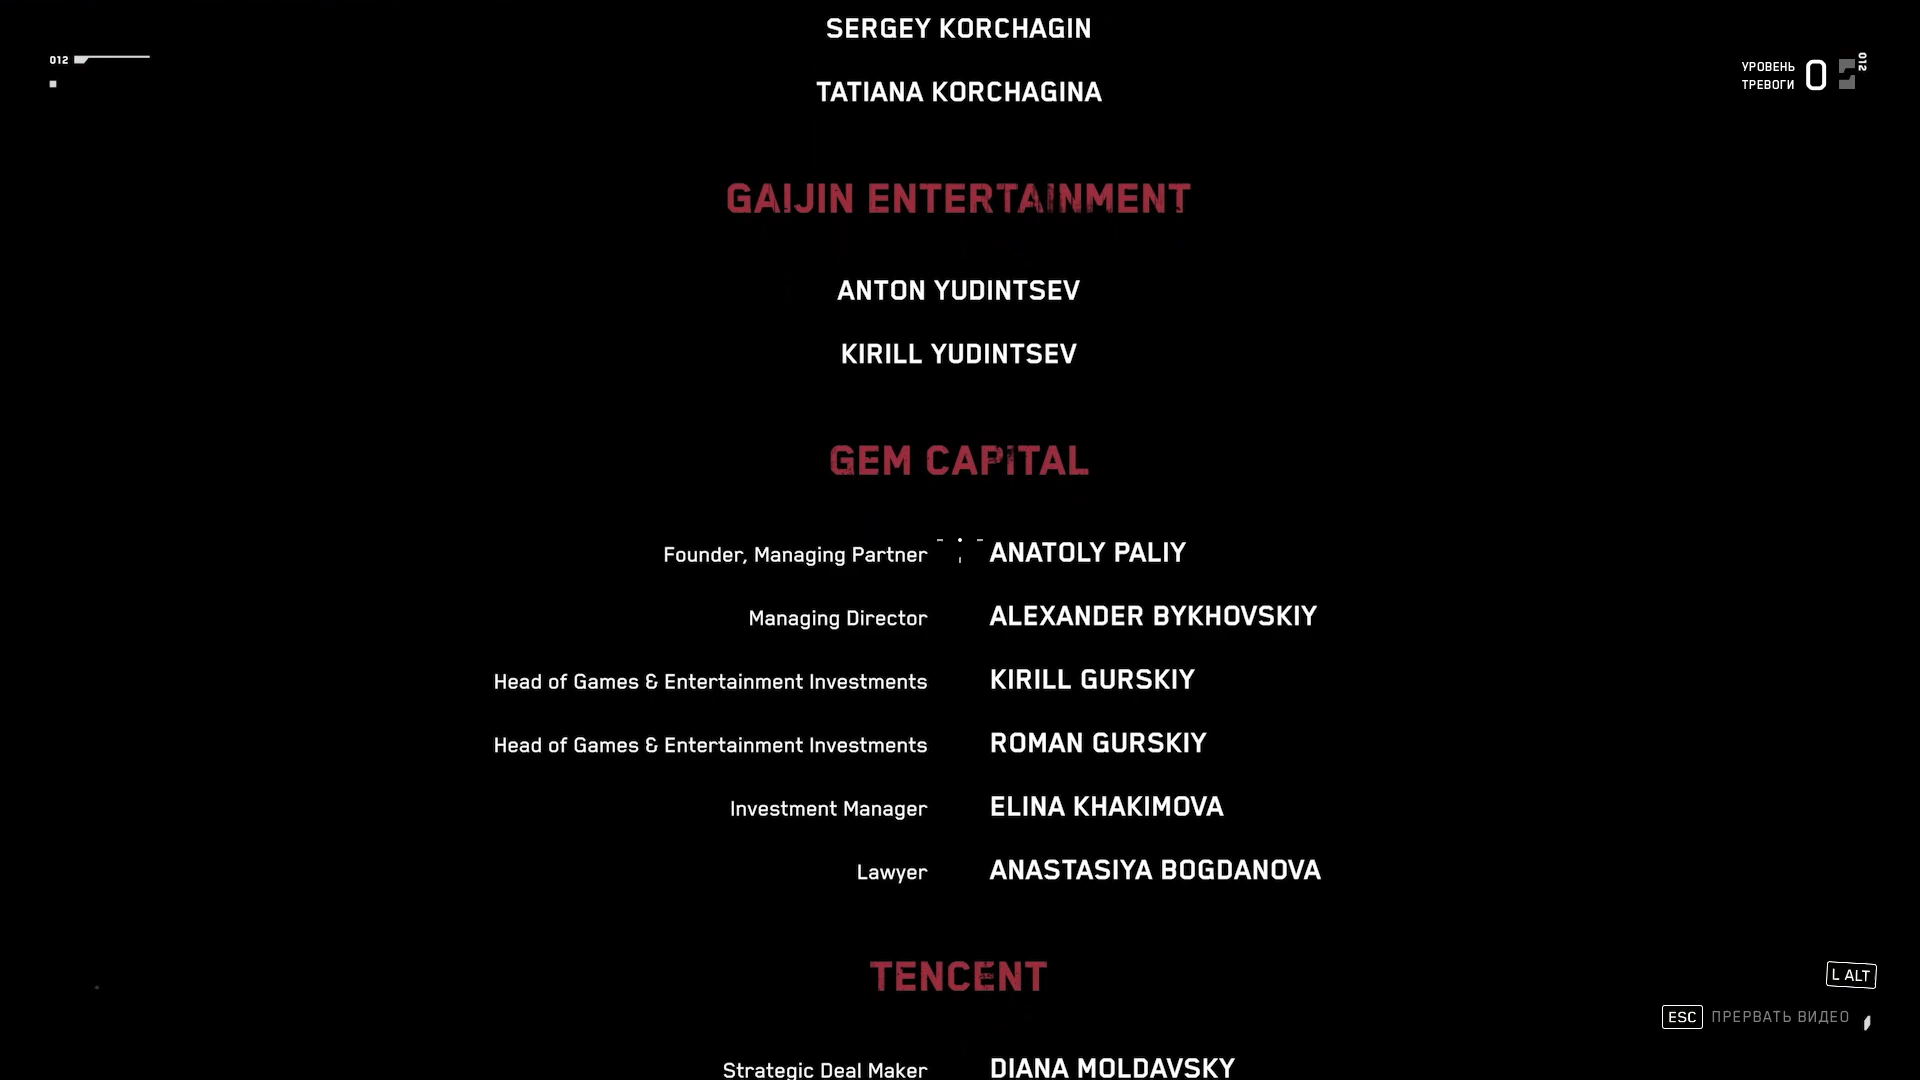 SERGEY KORCHAGIN
012
УРОВЕНЬ
ТРЕВОГИ
0
012
TATIANA KORCHAGINA
GAIJIN ENTERTAINMENT
ANTON YUDINTSEV
KIRILL YUDINTSEV
GEM CAPITAL
Founder, Managing Partner ANATOLY PALIY
Managing Director ALEXANDER BYKHOVSKIY
Head of Games & Entertainment Investments KIRILL GURSKIY
Head of Games & Entertainment Investments ROMAN GURSKIY
Investment Manager ELINA KHAKIMOVA
Lawyer ANASTASIYA BOGDANOVA
TENCENT
L ALT
ESC ПРЕРВАТЬ ВИДЕО
Strategic Deal Maker DIANA MOLDAVSKY